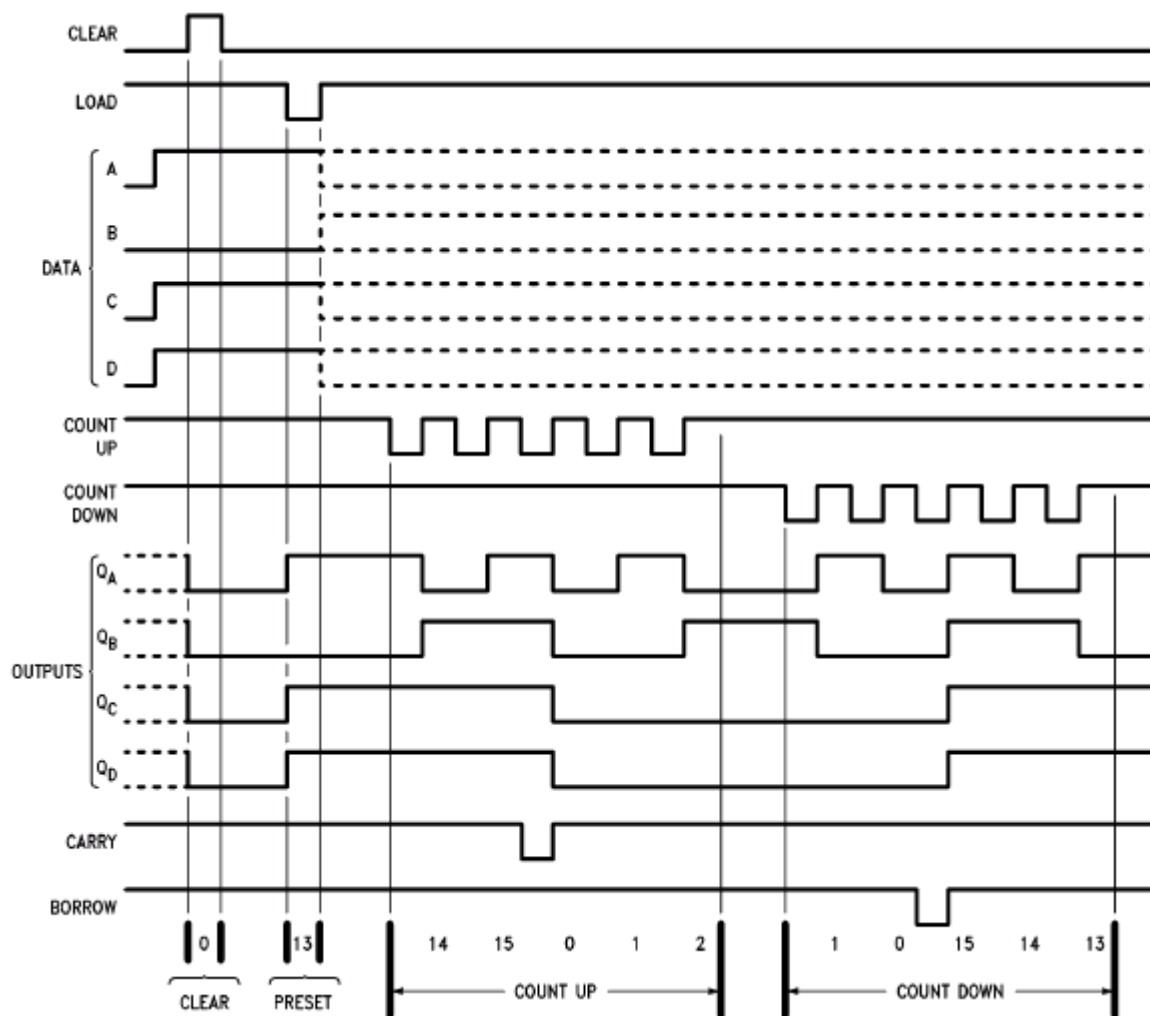 CLEAR
LOAD
A
B
DATA
C
D
COUNT
UP
COUNT
DOWN
QA
QB
OUTPUTS
QC
QD
CARRY
BORROW
0 13 14 15 0 1 2 1 0 15 14 13
CLEAR PRESET COUNT UP COUNT DOWN